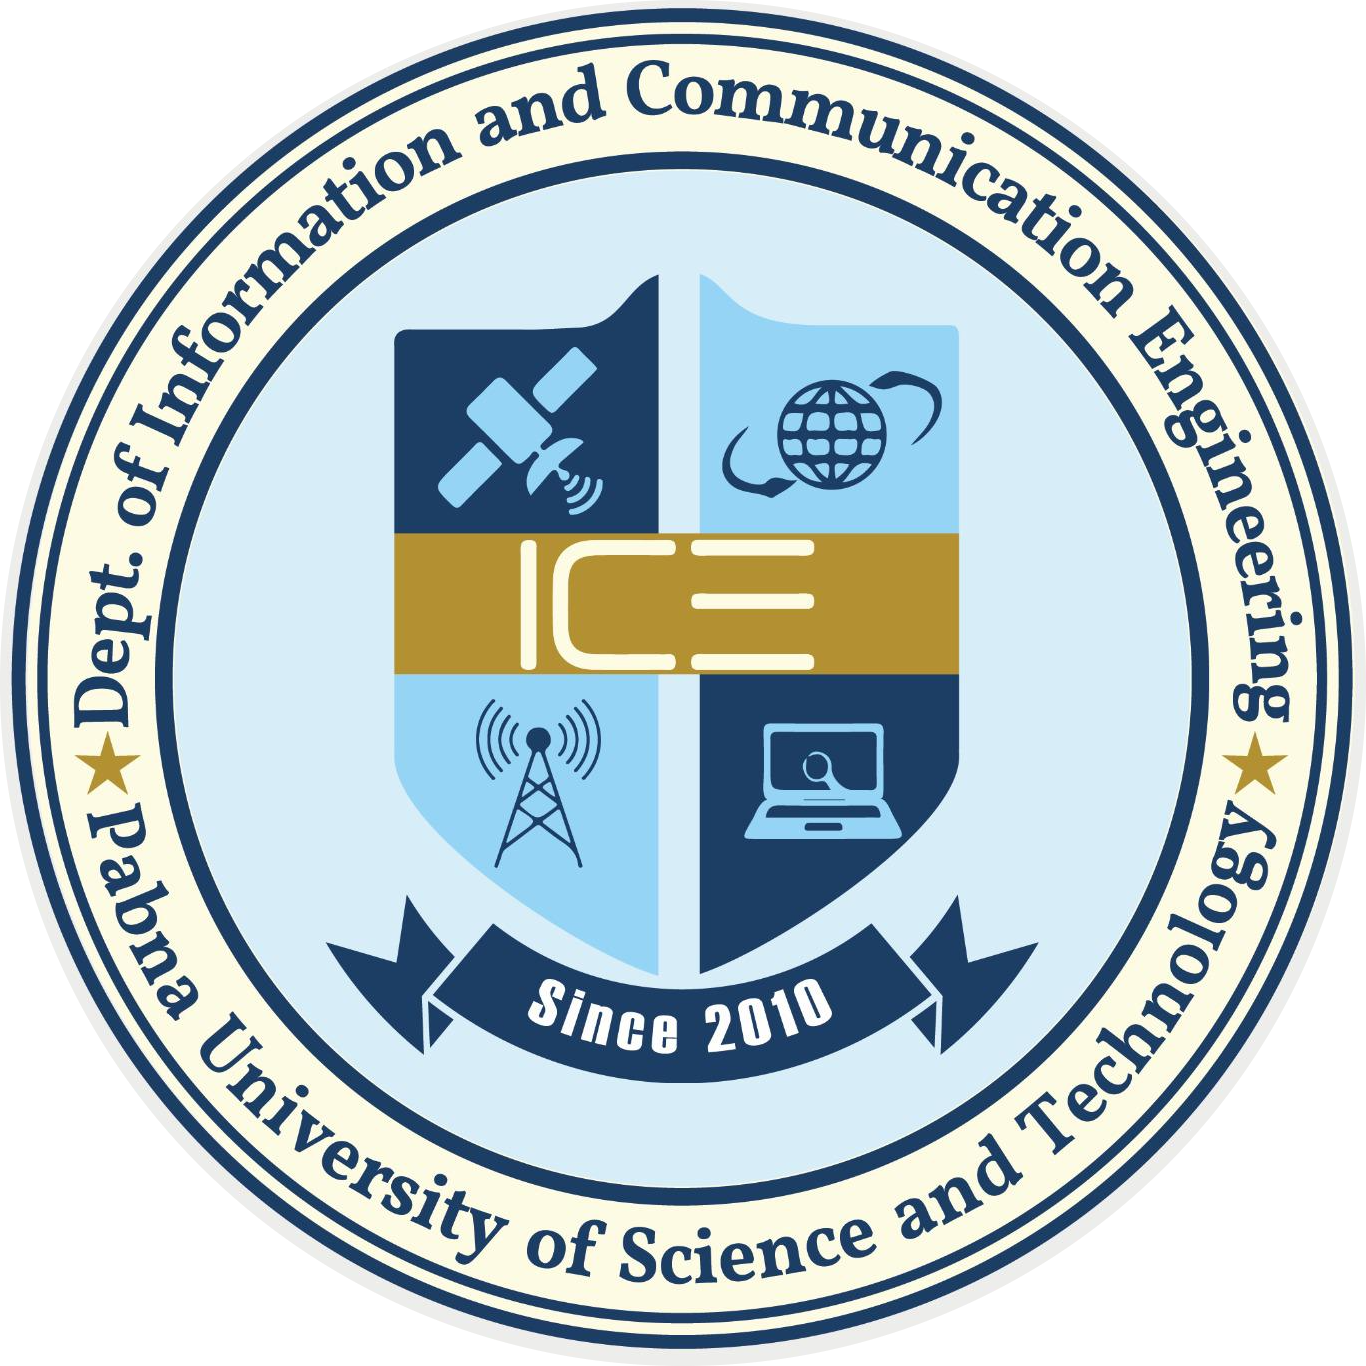 Dept. of Information and Communication Engineering
ICE
Since 2010
Pabna University of Science and Technology